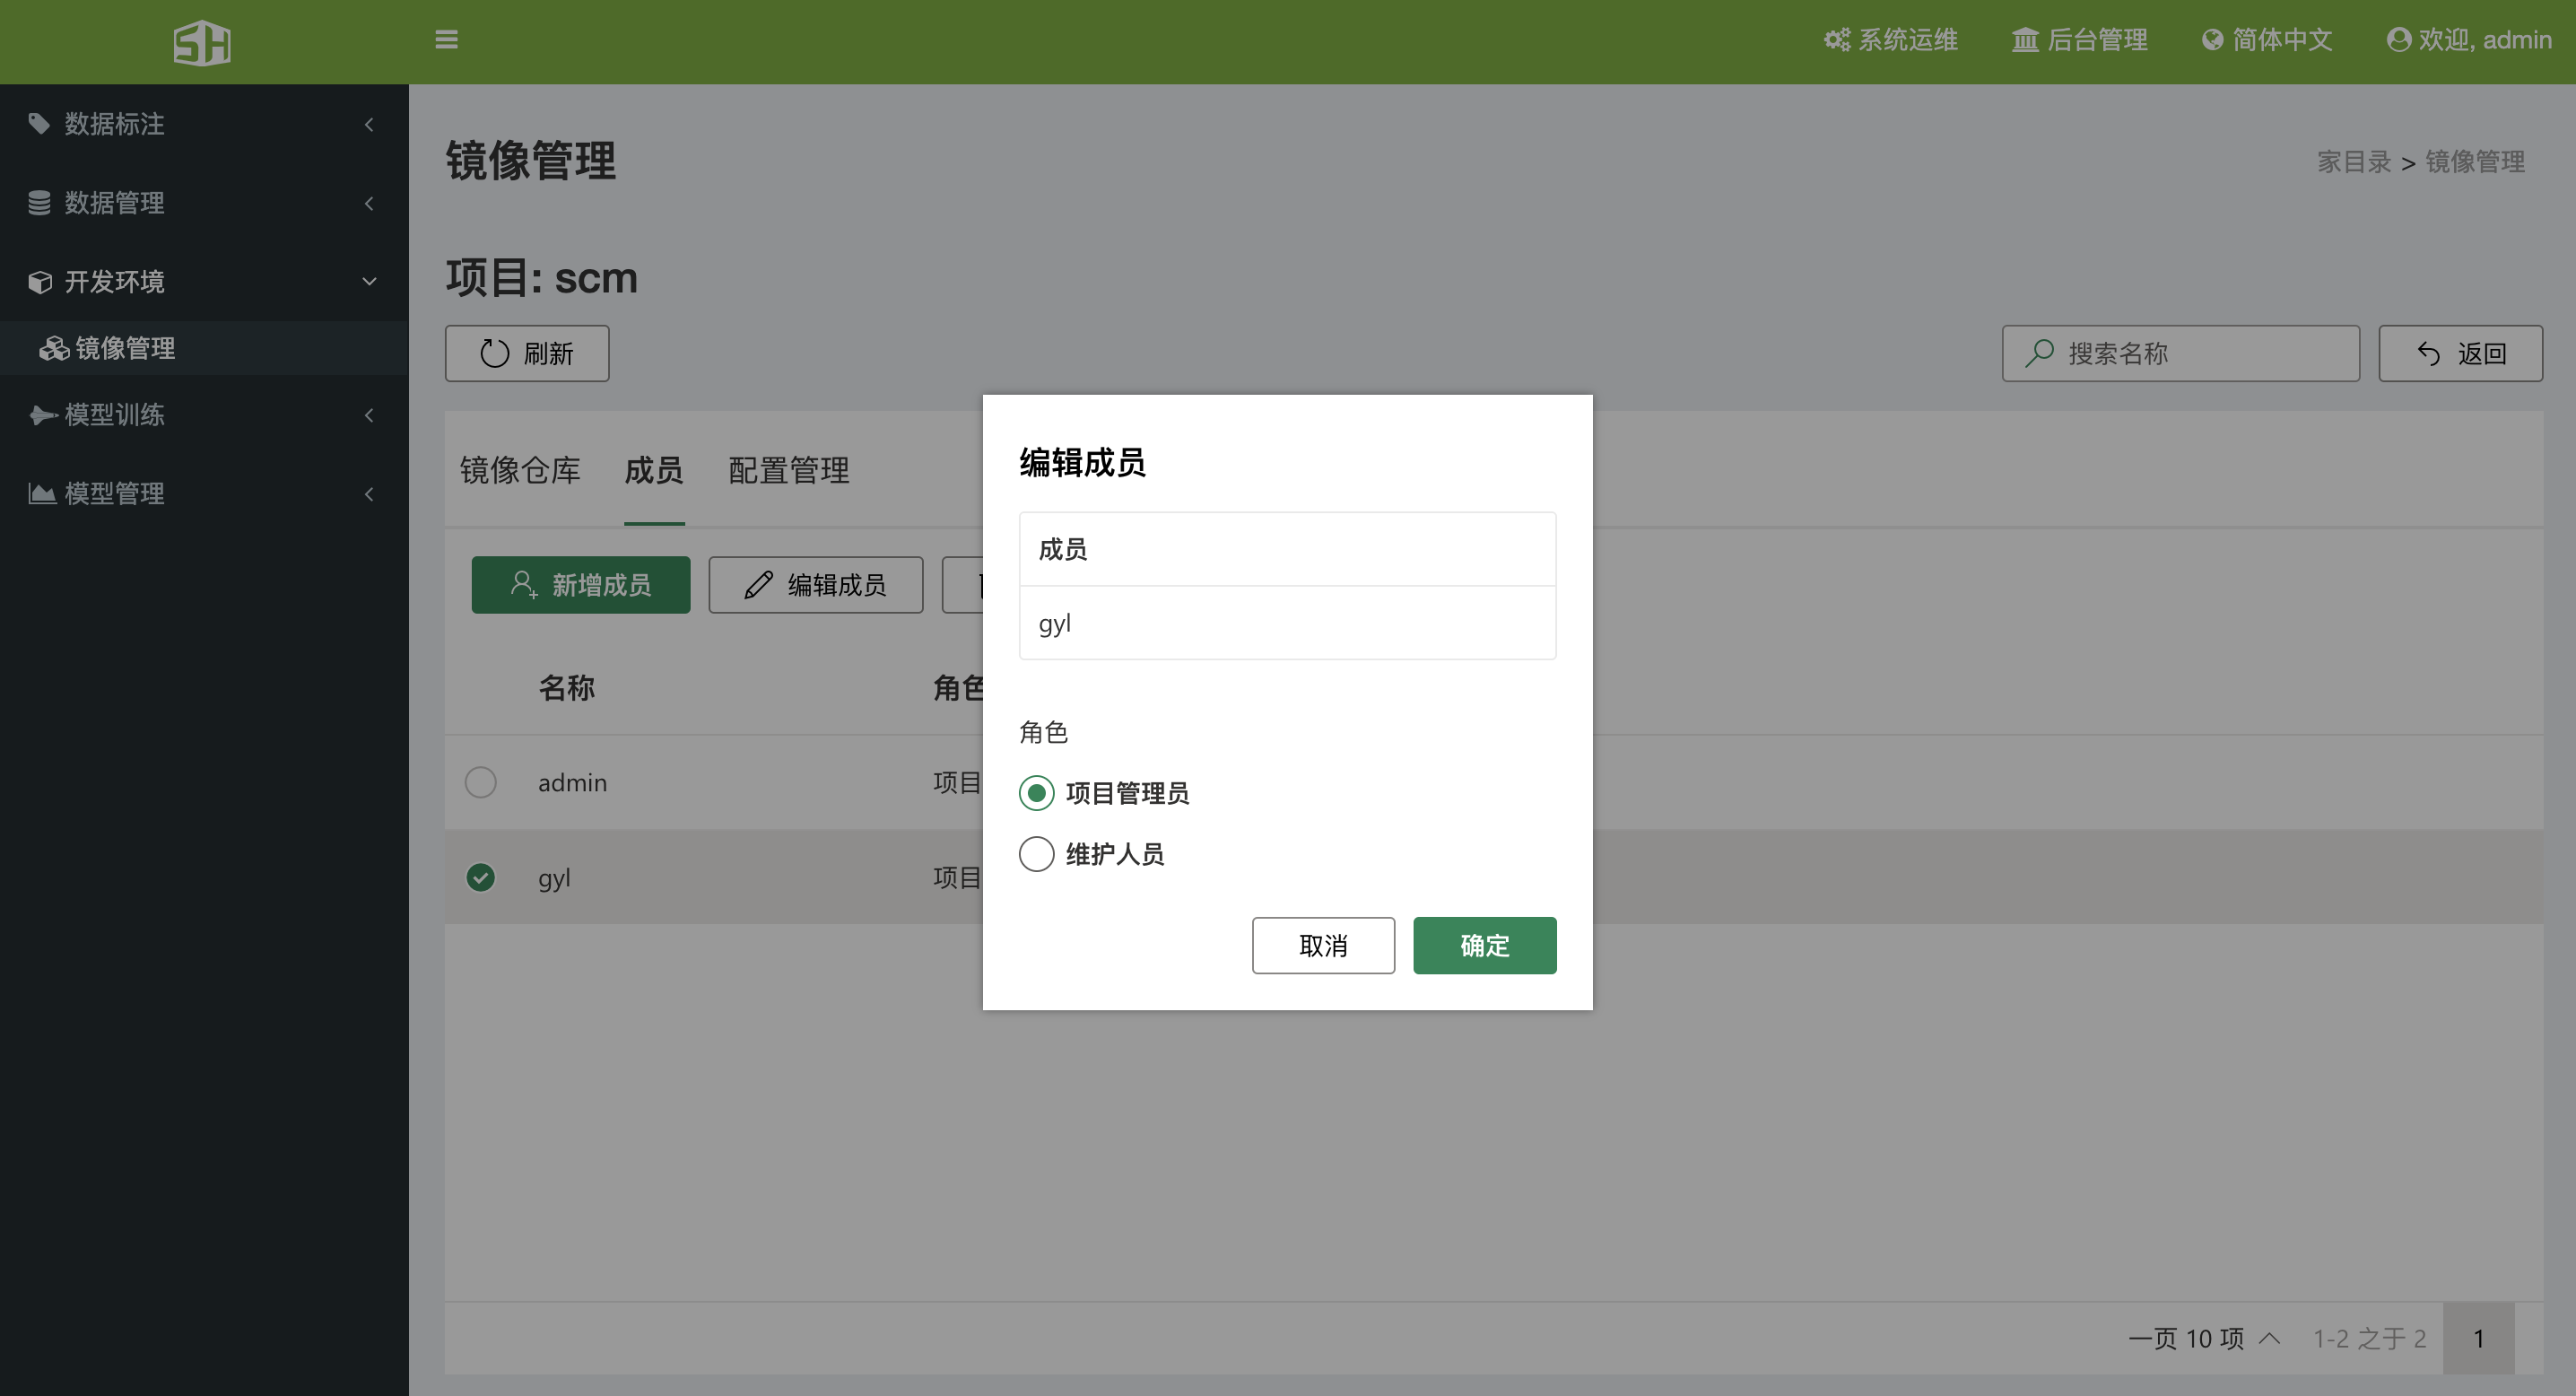 SH
系统运维
后台管理
简体中文
欢迎, admin
数据标注
数据管理
开发环境
镜像管理
模型训练
模型管理
镜像管理
家目录 > 镜像管理
项目: scm
刷新
搜索名称
返回
镜像仓库
成员
配置管理
新增成员
编辑成员
名称
角色
admin
项目
gyl
项目
编辑成员
成员
gyl
角色
项目管理员
维护人员
取消
确定
一页 10 项
1-2 之于 2
1